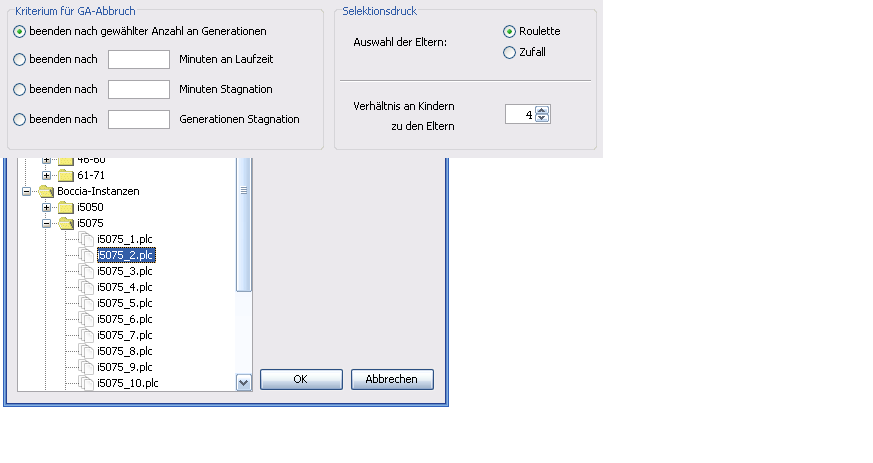 Kriterium für GA-Abbruch
beenden nach gewählter Anzahl an Generationen
beenden nach Minuten an Laufzeit
beenden nach Minuten Stagnation
beenden nach Generationen Stagnation
Selektionsdruck
Auswahl der Eltern:
Roulette
Zufall
Verhältnis an Kindern
zu den Eltern
4
46-60
61-71
Boccia-Instanzen
i5050
i5075
i5075_1.plc
i5075_2.plc
i5075_3.plc
i5075_4.plc
i5075_5.plc
i5075_6.plc
i5075_7.plc
i5075_8.plc
i5075_9.plc
i5075_10.plc
OK
Abbrechen